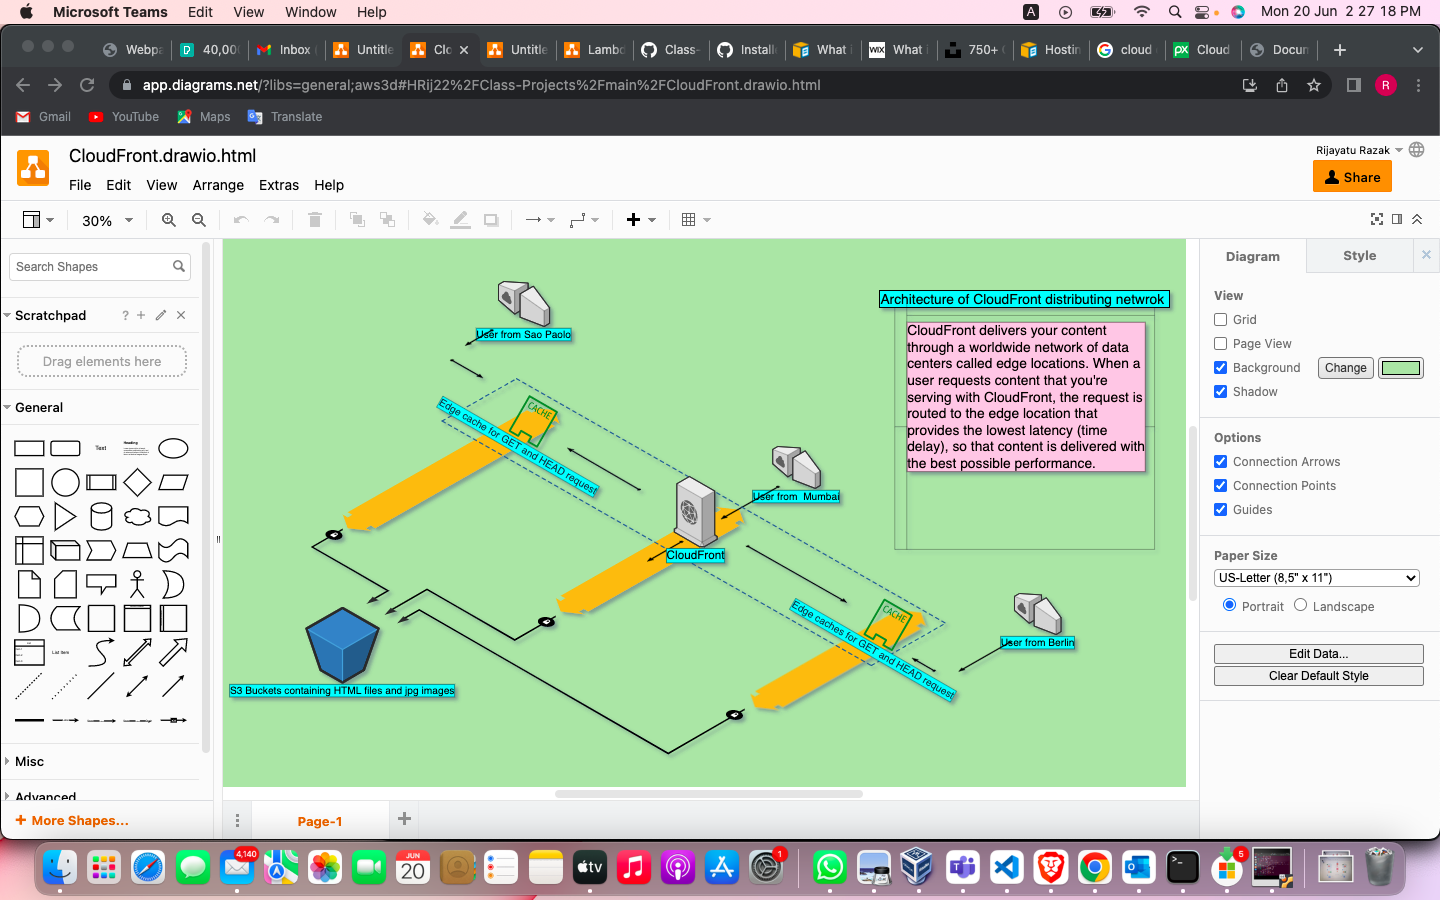 Microsoft Teams Edit View Window Help A Mon 20 Jun 2 27 18 PM
Webpa 40,00 Inbox Untitle Clo Untitle Lamb Class- Install What i What i 750+ Hostin cloud Cloud Docun
app.diagrams.net/?libs=general;aws3d#HRij22%2FClass-Projects%2Fmain%2FCloudFront.drawio.html R
Gmail YouTube Maps Translate
CloudFront.drawio.html
Rijayatu Razak
File Edit View Arrange Extras Help
Share
30%
Search Shapes
Scratchpad ?
Drag elements here
General
Text
Heading
List Item
Misc
Advanced
+ More Shapes...
User from Sao Paolo
Edge cache for GET and HEAD request
CACHE
User from Mumbai
CloudFront
Edge caches for GET and HEAD request
CACHE
User from Berlin
S3 Buckets containing HTML files and jpg images
Architecture of CloudFront distributing netwrok
CloudFront delivers your content
through a worldwide network of data
centers called edge locations. When a
user requests content that you're
serving with CloudFront, the request is
routed to the edge location that
provides the lowest latency (time
delay), so that content is delivered with
the best possible performance.
Page-1
Diagram Style
View
Grid
Page View
Background Change
Shadow
Options
Connection Arrows
Connection Points
Guides
Paper Size
US-Letter (8,5" x 11")
Portrait Landscape
Edit Data...
Clear Default Style
4,140
JUN
20
tv
1
5